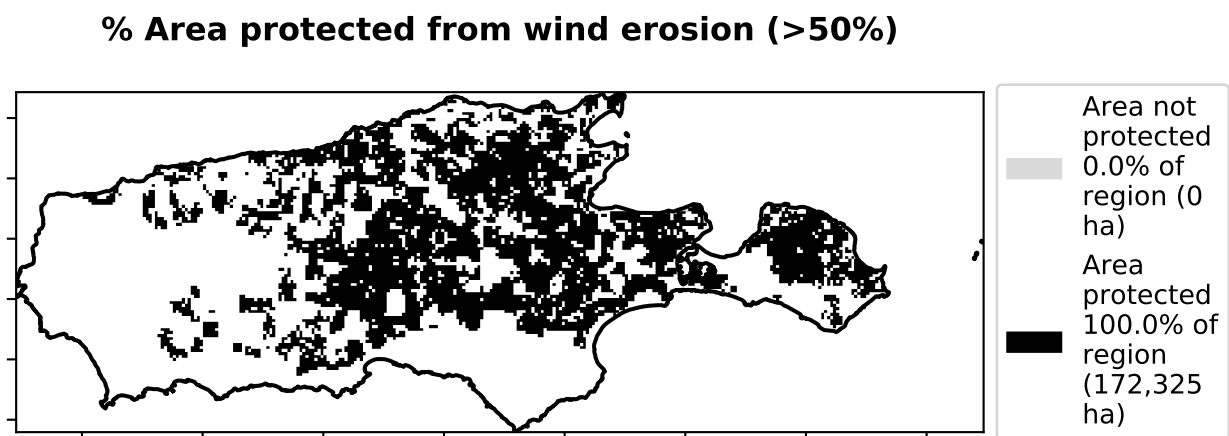 % Area protected from wind erosion (>50%)
Area not
protected
0.0% of
region (0
ha)
Area
protected
100.0% of
region
(172,325
ha)